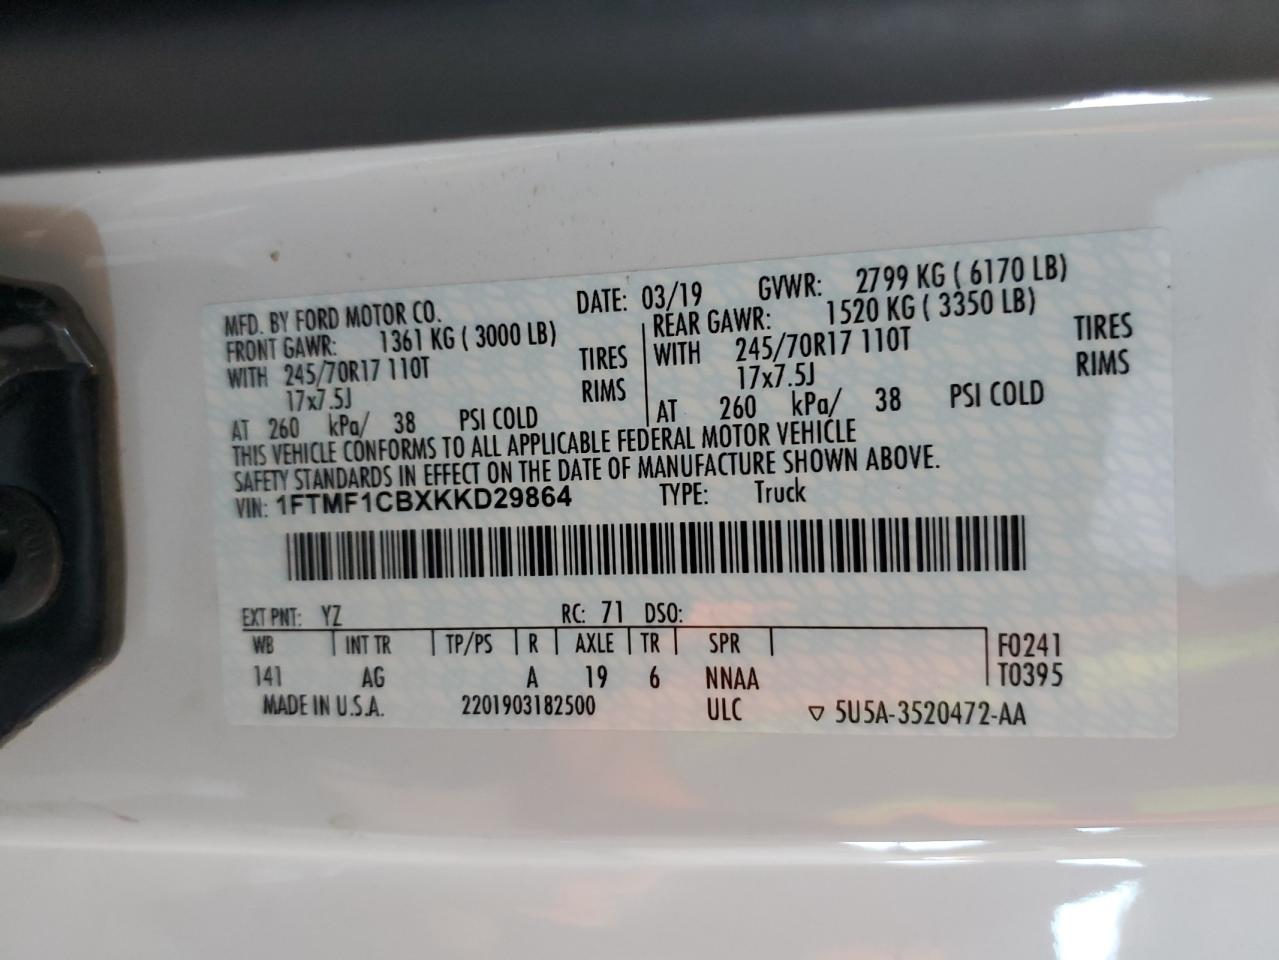 MFD. BY FORD MOTOR CO. DATE: 03/19 GVWR: 2799 KG ( 6170 LB)
FRONT GAWR: 1361 KG ( 3000 LB) REAR GAWR: 1520 KG ( 3350 LB)
WITH 245/70R17 110T TIRES WITH 245/70R17 110T TIRES
17x7.5J RIMS 17x7.5J RIMS
AT 260 kPa/ 38 PSI COLD AT 260 kPa/ 38 PSI COLD
THIS VEHICLE CONFORMS TO ALL APPLICABLE FEDERAL MOTOR VEHICLE
SAFETY STANDARDS IN EFFECT ON THE DATE OF MANUFACTURE SHOWN ABOVE.
VIN: 1FTMF1CBXKKD29864 TYPE: Truck
EXT PNT: YZ RC: 71 DSO:
WB INT TR TP/PS R AXLE TR SPR F0241
141 AG A 19 6 NNAA T0395
MADE IN U.S.A. 2201903182500 ULC ▽ 5U5A-3520472-AA